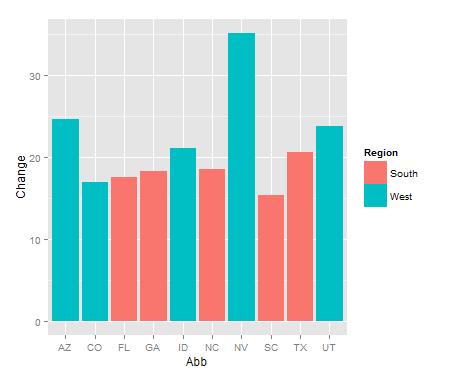 30
20
10
0
Change
AZ CO FL GA ID NC NV SC TX UT
Abb
Region
South
West